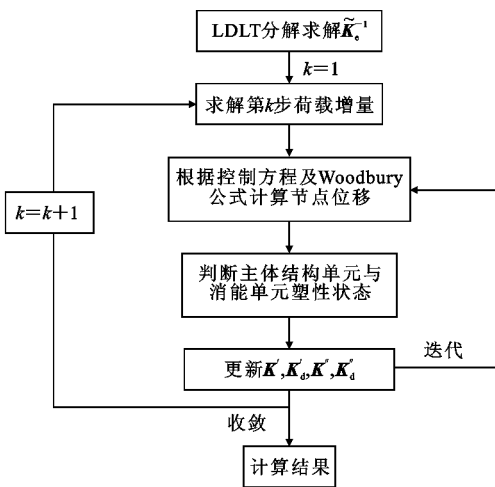 LDLT分解求解K̃e⁻¹
k=1
求解第k步荷载增量
根据控制方程及Woodbury
公式计算节点位移
k=k+1
判断主体结构单元与
消能单元塑性状态
更新K′,K′d,K″,K″d
迭代
收敛
计算结果